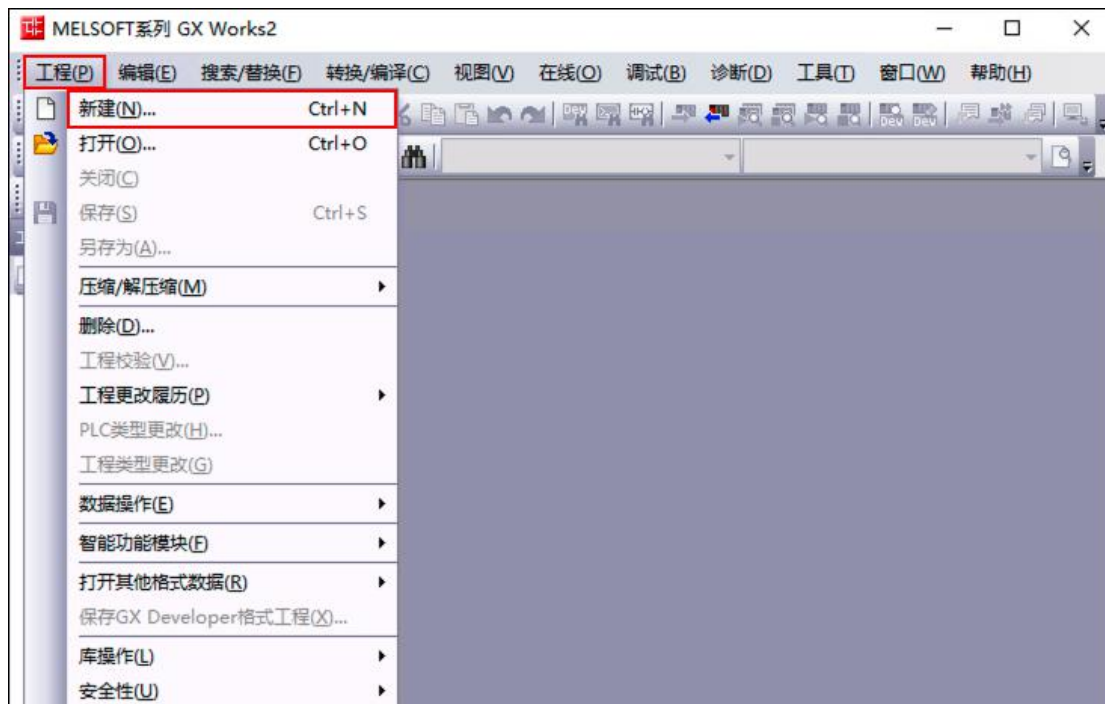 MELSOFT系列 GX Works2
工程(P) 编辑(E) 搜索/替换(F) 转换/编译(C) 视图(V) 在线(O) 调试(B) 诊断(D) 工具(T) 窗口(W) 帮助(H)
新建(N)... Ctrl+N
打开(O)... Ctrl+O
关闭(C)
保存(S) Ctrl+S
另存为(A)...
压缩/解压缩(M)
删除(D)...
工程校验(V)...
工程更改履历(P)
PLC类型更改(H)...
工程类型更改(G)
数据操作(E)
智能功能模块(F)
打开其他格式数据(R)
保存GX Developer格式工程(X)...
库操作(L)
安全性(U)